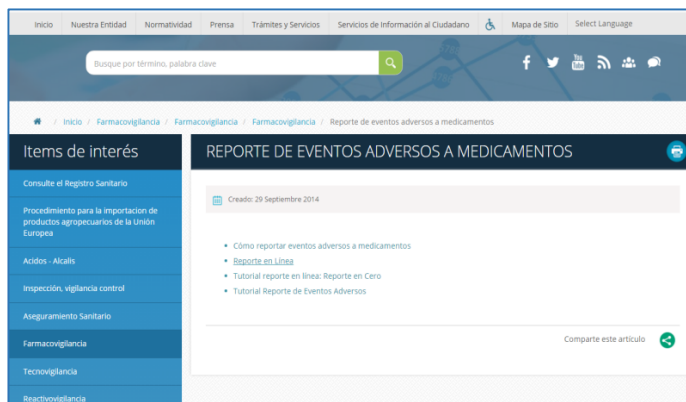 Inicio Nuestra Entidad Normatividad Prensa Trámites y Servicios Servicios de Información al Ciudadano Mapa de Sitio Select Language
Busque por término, palabra clave
/ Inicio / Farmacovigilancia / Farmacovigilancia / Farmacovigilancia / Reporte de eventos adversos a medicamentos
Items de interés
Consulte el Registro Sanitario
Procedimiento para la importacion de
productos agropecuarios de la Unión
Europea
Acidos - Alcalis
Inspección, vigilancia control
Aseguramiento Sanitario
Farmacovigilancia
Tecnovigilancia
Reactivovigilancia
REPORTE DE EVENTOS ADVERSOS A MEDICAMENTOS
Creado: 29 Septiembre 2014
Cómo reportar eventos adversos a medicamentos
Reporte en Línea
Tutorial reporte en línea: Reporte en Cero
Tutorial Reporte de Eventos Adversos
Comparte este artículo